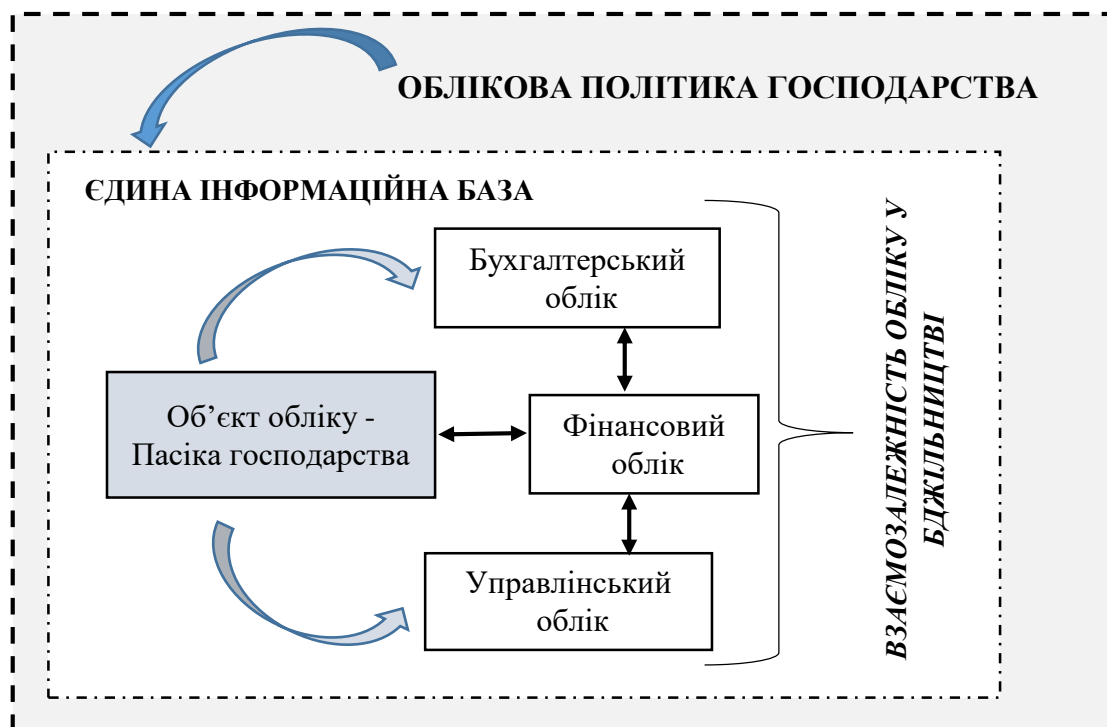 ОБЛІКОВА ПОЛІТИКА ГОСПОДАРСТВА
ЄДИНА ІНФОРМАЦІЙНА БАЗА
Бухгалтерський
облік
Об’єкт обліку -
Пасіка господарства
Фінансовий
облік
Управлінський
облік
ВЗАЄМОЗАЛЕЖНІСТЬ ОБЛІКУ У
БДЖІЛЬНИЦТВІ